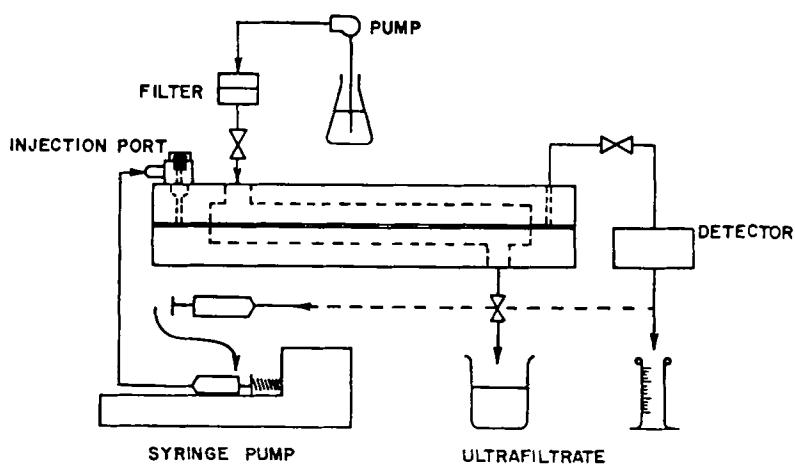 PUMP
FILTER
INJECTION PORT
DETECTOR
SYRINGE PUMP
ULTRAFILTRATE